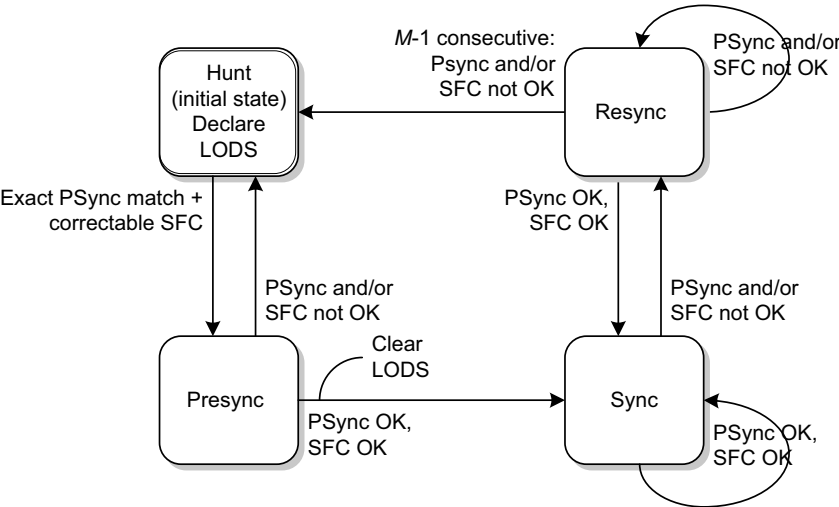 Hunt
(initial state)
Declare
LODS
M-1 consecutive:
Psync and/or
SFC not OK
Resync
PSync and/or
SFC not OK
Exact PSync match +
correctable SFC
PSync and/or
SFC not OK
PSync OK,
SFC OK
PSync and/or
SFC not OK
Presync
Clear
LODS
PSync OK,
SFC OK
Sync
PSync OK,
SFC OK